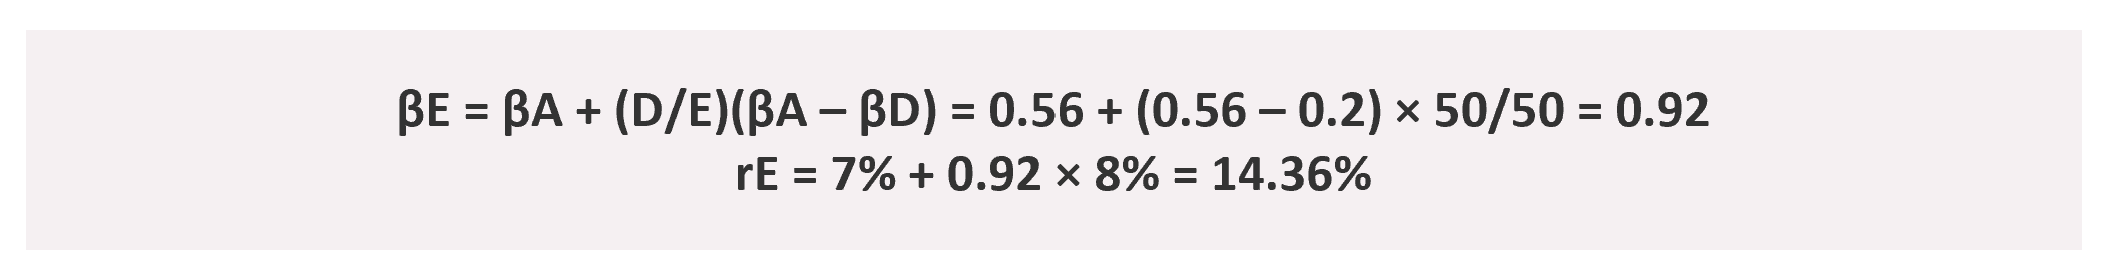 βE = βA + (D/E)(βA – βD) = 0.56 + (0.56 – 0.2) × 50/50 = 0.92
rE = 7% + 0.92 × 8% = 14.36%